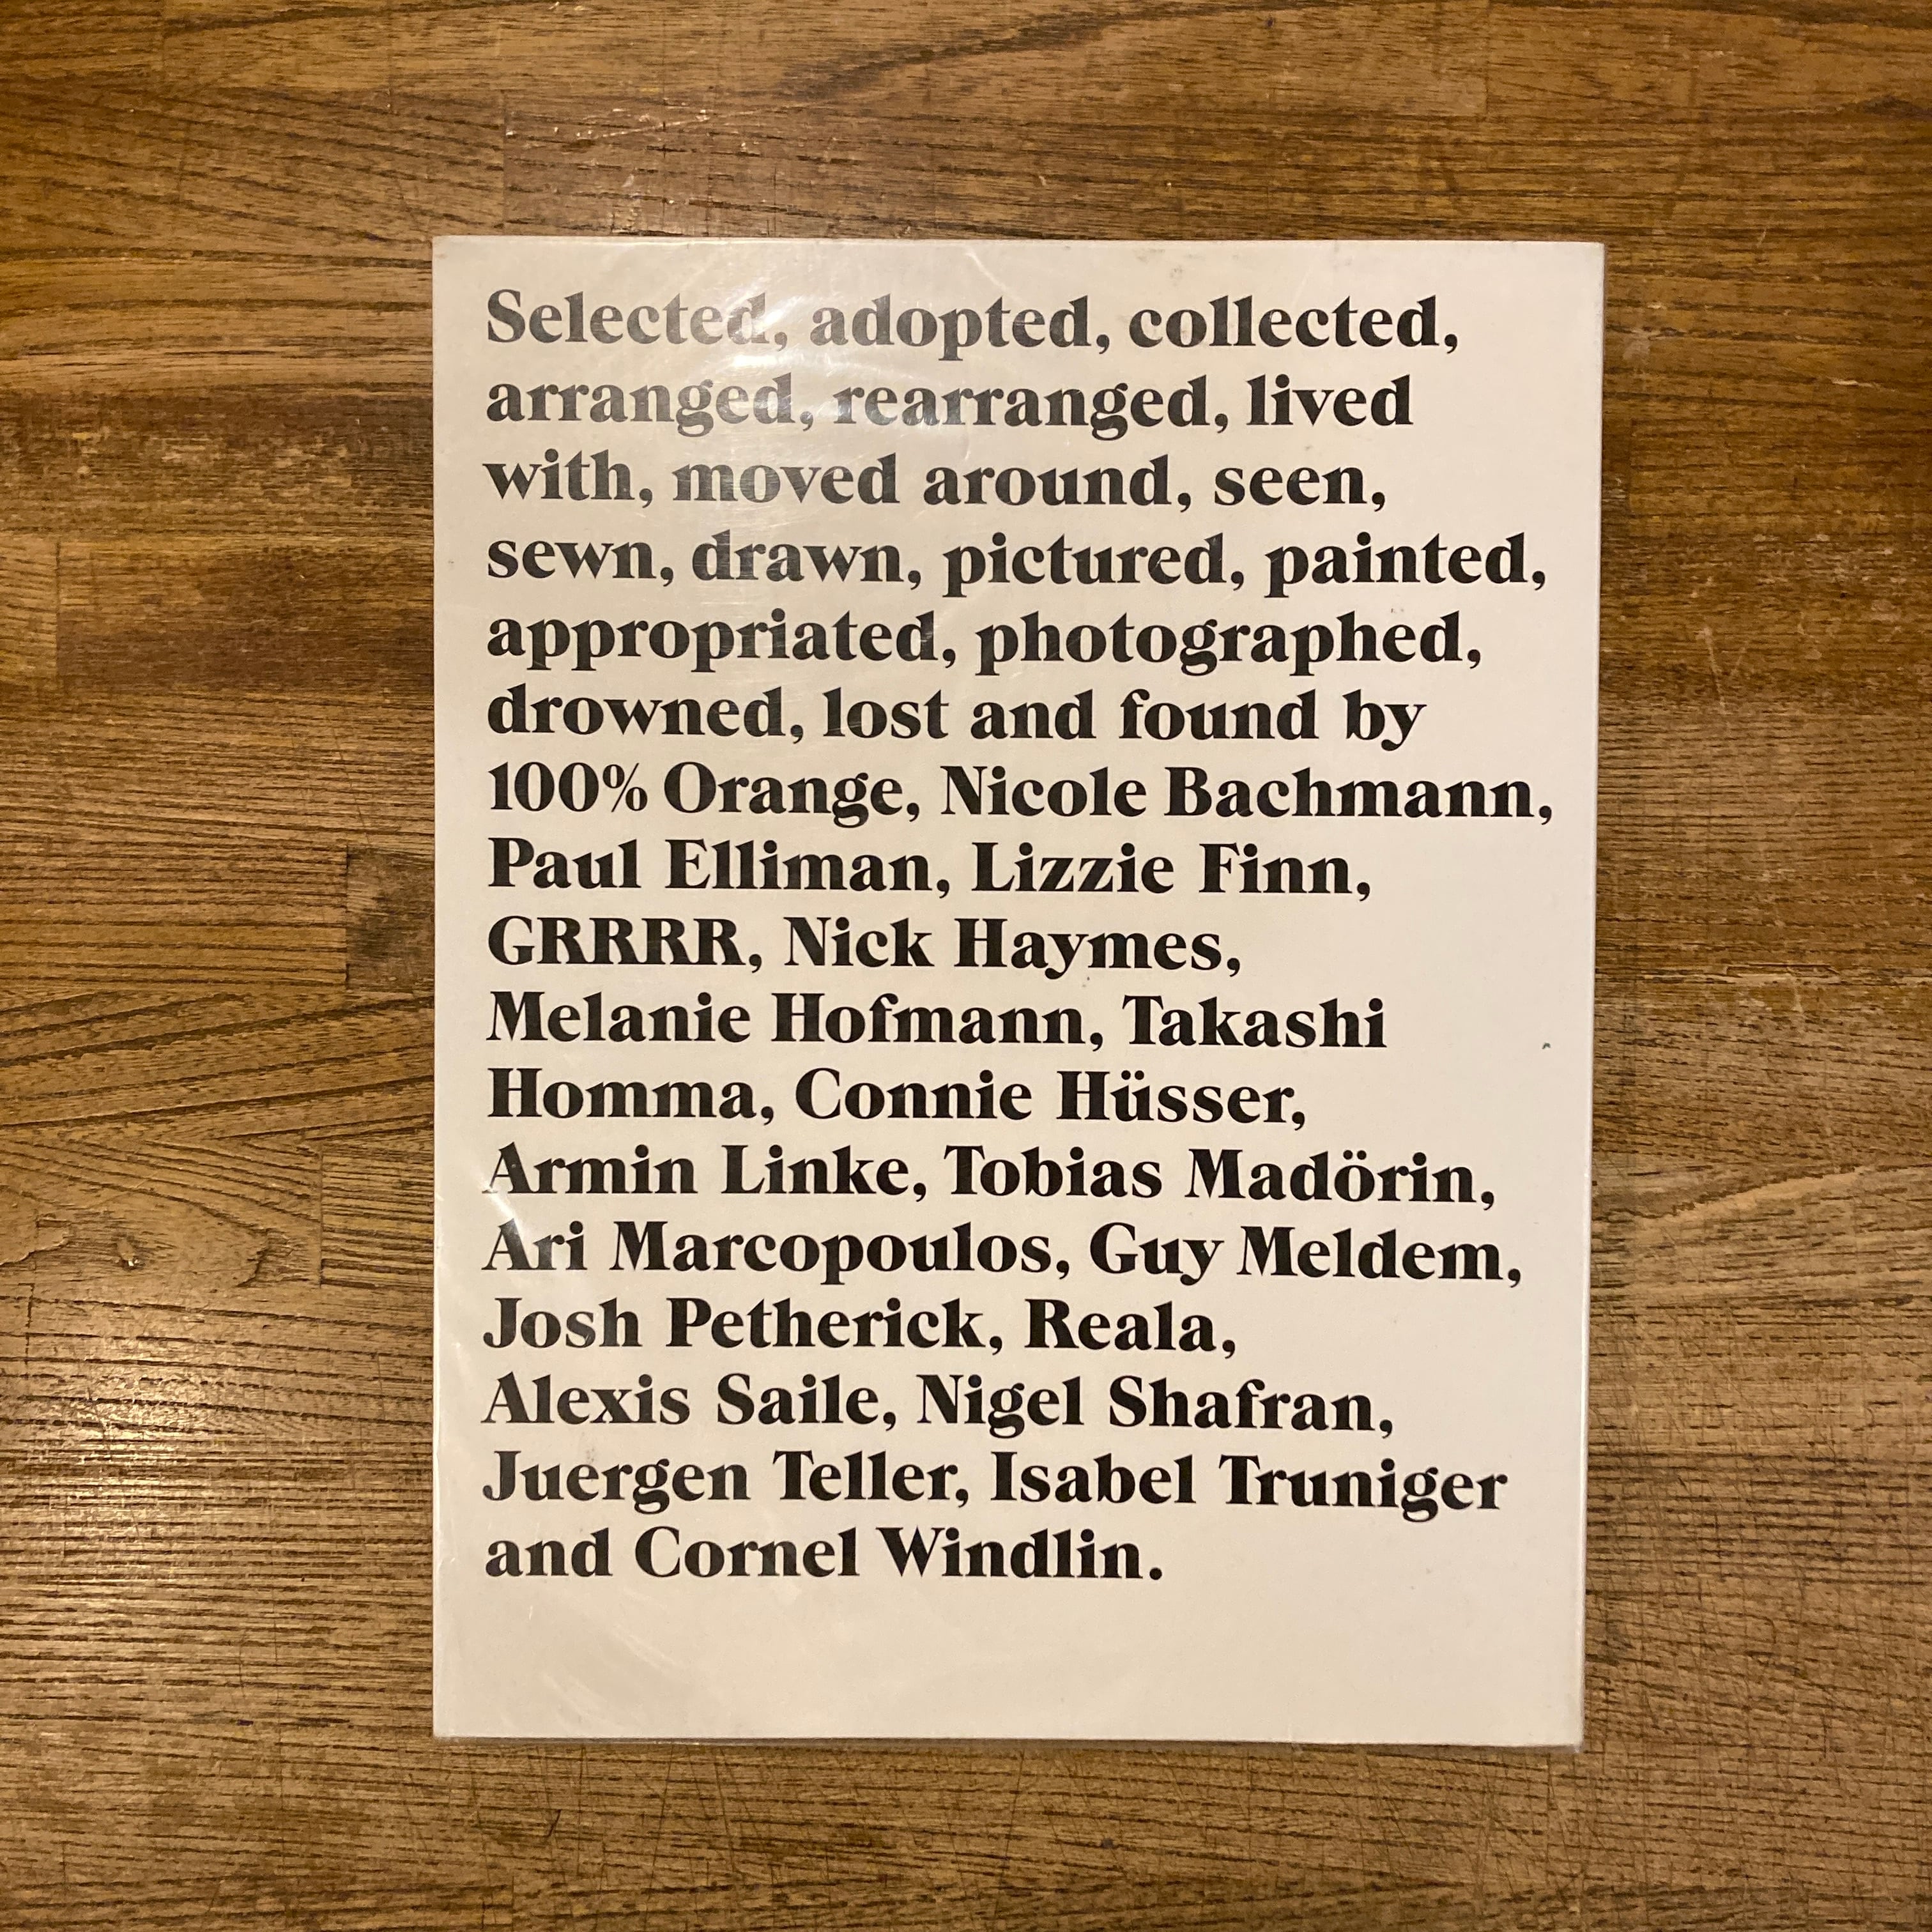 Selected, adopted, collected,
arranged, rearranged, lived
with, moved around, seen,
sewn, drawn, pictured, painted,
appropriated, photographed,
drowned, lost and found by
100% Orange, Nicole Bachmann,
Paul Elliman, Lizzie Finn,
GRRRR, Nick Haymes,
Melanie Hofmann, Takashi
Homma, Connie Hüsser,
Armin Linke, Tobias Madörin,
Ari Marcopoulos, Guy Meldem,
Josh Petherick, Reala,
Alexis Saile, Nigel Shafran,
Juergen Teller, Isabel Truniger
and Cornel Windlin.